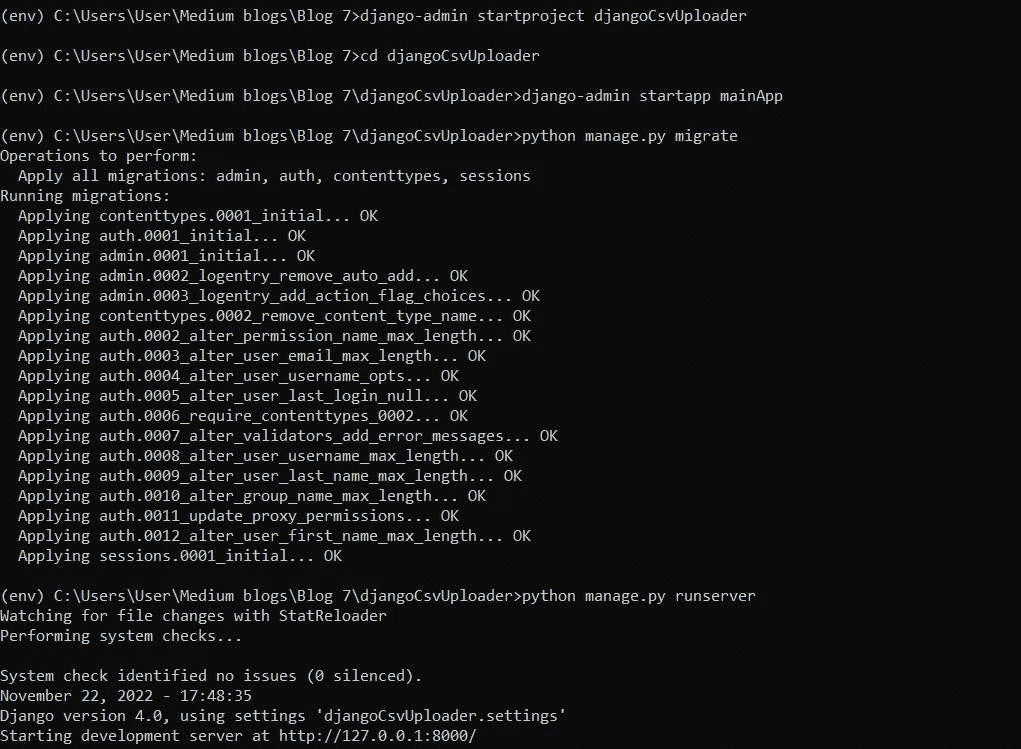 (env) C:\Users\User\Medium blogs\Blog 7>django-admin startproject djangoCsvUploader
(env) C:\Users\User\Medium blogs\Blog 7>cd djangoCsvUploader
(env) C:\Users\User\Medium blogs\Blog 7\djangoCsvUploader>django-admin startapp mainApp
(env) C:\Users\User\Medium blogs\Blog 7\djangoCsvUploader>python manage.py migrate
Operations to perform:
  Apply all migrations: admin, auth, contenttypes, sessions
Running migrations:
  Applying contenttypes.0001_initial... OK
  Applying auth.0001_initial... OK
  Applying admin.0001_initial... OK
  Applying admin.0002_logentry_remove_auto_add... OK
  Applying admin.0003_logentry_add_action_flag_choices... OK
  Applying contenttypes.0002_remove_content_type_name... OK
  Applying auth.0002_alter_permission_name_max_length... OK
  Applying auth.0003_alter_user_email_max_length... OK
  Applying auth.0004_alter_user_username_opts... OK
  Applying auth.0005_alter_user_last_login_null... OK
  Applying auth.0006_require_contenttypes_0002... OK
  Applying auth.0007_alter_validators_add_error_messages... OK
  Applying auth.0008_alter_user_username_max_length... OK
  Applying auth.0009_alter_user_last_name_max_length... OK
  Applying auth.0010_alter_group_name_max_length... OK
  Applying auth.0011_update_proxy_permissions... OK
  Applying auth.0012_alter_user_first_name_max_length... OK
  Applying sessions.0001_initial... OK
(env) C:\Users\User\Medium blogs\Blog 7\djangoCsvUploader>python manage.py runserver
Watching for file changes with StatReloader
Performing system checks...
System check identified no issues (0 silenced).
November 22, 2022 - 17:48:35
Django version 4.0, using settings 'djangoCsvUploader.settings'
Starting development server at http://127.0.0.1:8000/